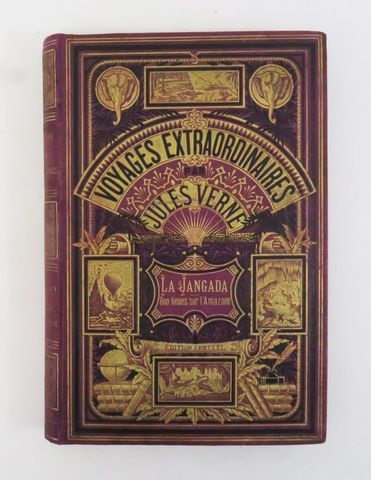 VOYAGES EXTRAORDINAIRES
PAR
JULES VERNE
LA JANGADA
800 lieues sur l'Amazone
ÉDITION J. HETZEL